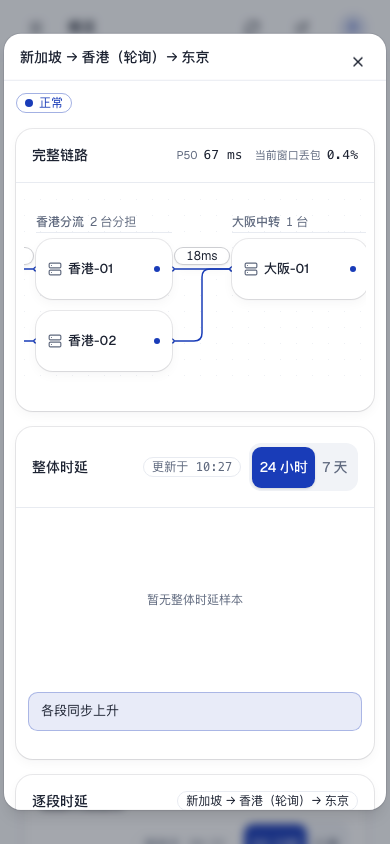 新加坡 → 香港（轮询）→ 东京
正常
完整链路 P50 67 ms 当前窗口丢包 0.4%
香港分流 2 台分担 大阪中转 1 台
18ms
香港-01 大阪-01
香港-02
整体时延 更新于 10:27 24 小时 7 天
暂无整体时延样本
各段同步上升
逐段时延 新加坡 → 香港（轮询）→ 东京